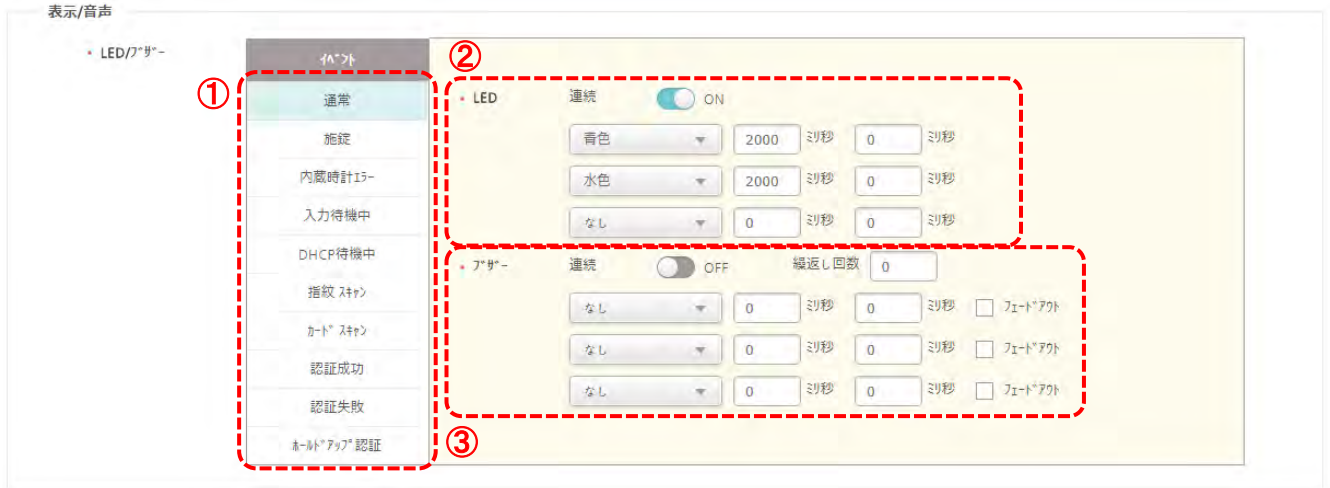 表示/音声
• LED/ﾌﾞｻﾞｰ
ｲﾍﾞﾝﾄ
①
通常
施錠
内蔵時計ｴﾗｰ
入力待機中
DHCP待機中
指紋 ｽｷｬﾝ
ｶｰﾄﾞ ｽｷｬﾝ
認証成功
認証失敗
ﾎｰﾙﾄﾞｱｯﾌﾟ認証
②
• LED 連続 ON
青色 2000 ﾐﾘ秒 0 ﾐﾘ秒
水色 2000 ﾐﾘ秒 0 ﾐﾘ秒
なし 0 ﾐﾘ秒 0 ﾐﾘ秒
• ﾌﾞｻﾞｰ 連続 OFF 繰返し回数 0
なし 0 ﾐﾘ秒 0 ﾐﾘ秒 ﾌｪｰﾄﾞｱｳﾄ
なし 0 ﾐﾘ秒 0 ﾐﾘ秒 ﾌｪｰﾄﾞｱｳﾄ
なし 0 ﾐﾘ秒 0 ﾐﾘ秒 ﾌｪｰﾄﾞｱｳﾄ
③